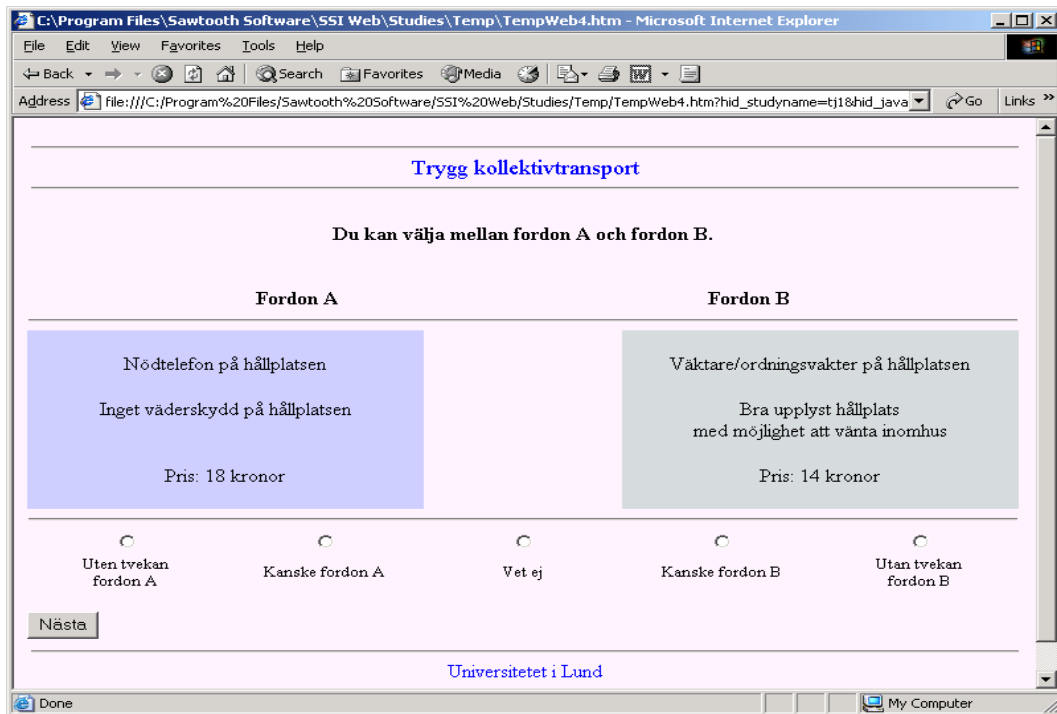 C:\Program Files\Sawtooth Software\SSI Web\Studies\Temp\TempWeb4.htm - Microsoft Internet Explorer
File Edit View Favorites Tools Help
Back Search Favorites Media
Address file:///C:/Program%20Files/Sawtooth%20Software/SSI%20Web/Studies/Temp/TempWeb4.htm?hid_studyname=tj1&hid_java Go Links »
Trygg kollektivtransport
Du kan välja mellan fordon A och fordon B.
Fordon A Fordon B
Nödtelefon på hållplatsen
Inget väderskydd på hållplatsen
Pris: 18 kronor
Väktare/ordningsvakter på hållplatsen
Bra upplyst hållplats
med möjlighet att vänta inomhus
Pris: 14 kronor
Uten tvekan
fordon A
Kanske fordon A
Vet ej
Kanske fordon B
Utan tvekan
fordon B
Nästa
Universitetet i Lund
Done My Computer